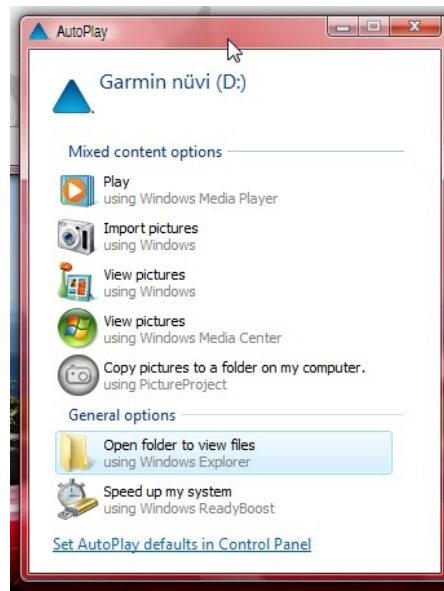 AutoPlay
Garmin nüvi (D:)
Mixed content options
Play
using Windows Media Player
Import pictures
using Windows
View pictures
using Windows
View pictures
using Windows Media Center
Copy pictures to a folder on my computer.
using PictureProject
General options
Open folder to view files
using Windows Explorer
Speed up my system
using Windows ReadyBoost
Set AutoPlay defaults in Control Panel